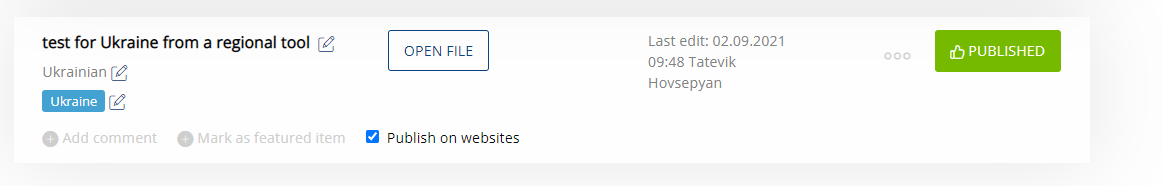 test for Ukraine from a regional tool
Ukrainian
Ukraine
Add comment
Mark as featured item
Publish on websites
OPEN FILE
Last edit: 02.09.2021
09:48 Tatevik
Hovsepyan
PUBLISHED